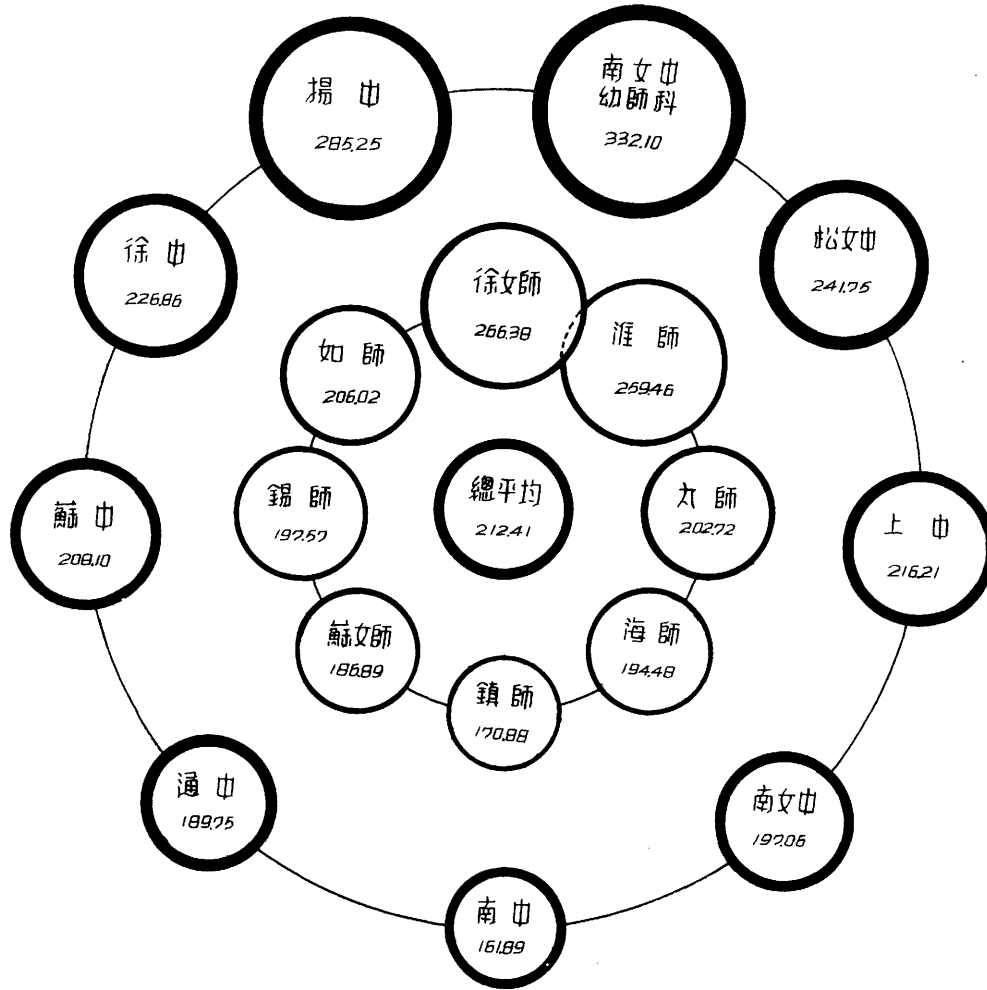 揚中
285.25
南女中
幼師科
332.10
徐中
226.86
松女中
241.75
徐女師
266.38
淮師
259.46
如師
206.02
蘇中
208.10
錫師
197.57
總平均
212.41
太師
202.72
上中
216.21
蘇女師
186.89
海師
194.48
鎮師
170.88
通中
189.75
南女中
197.06
南中
161.89